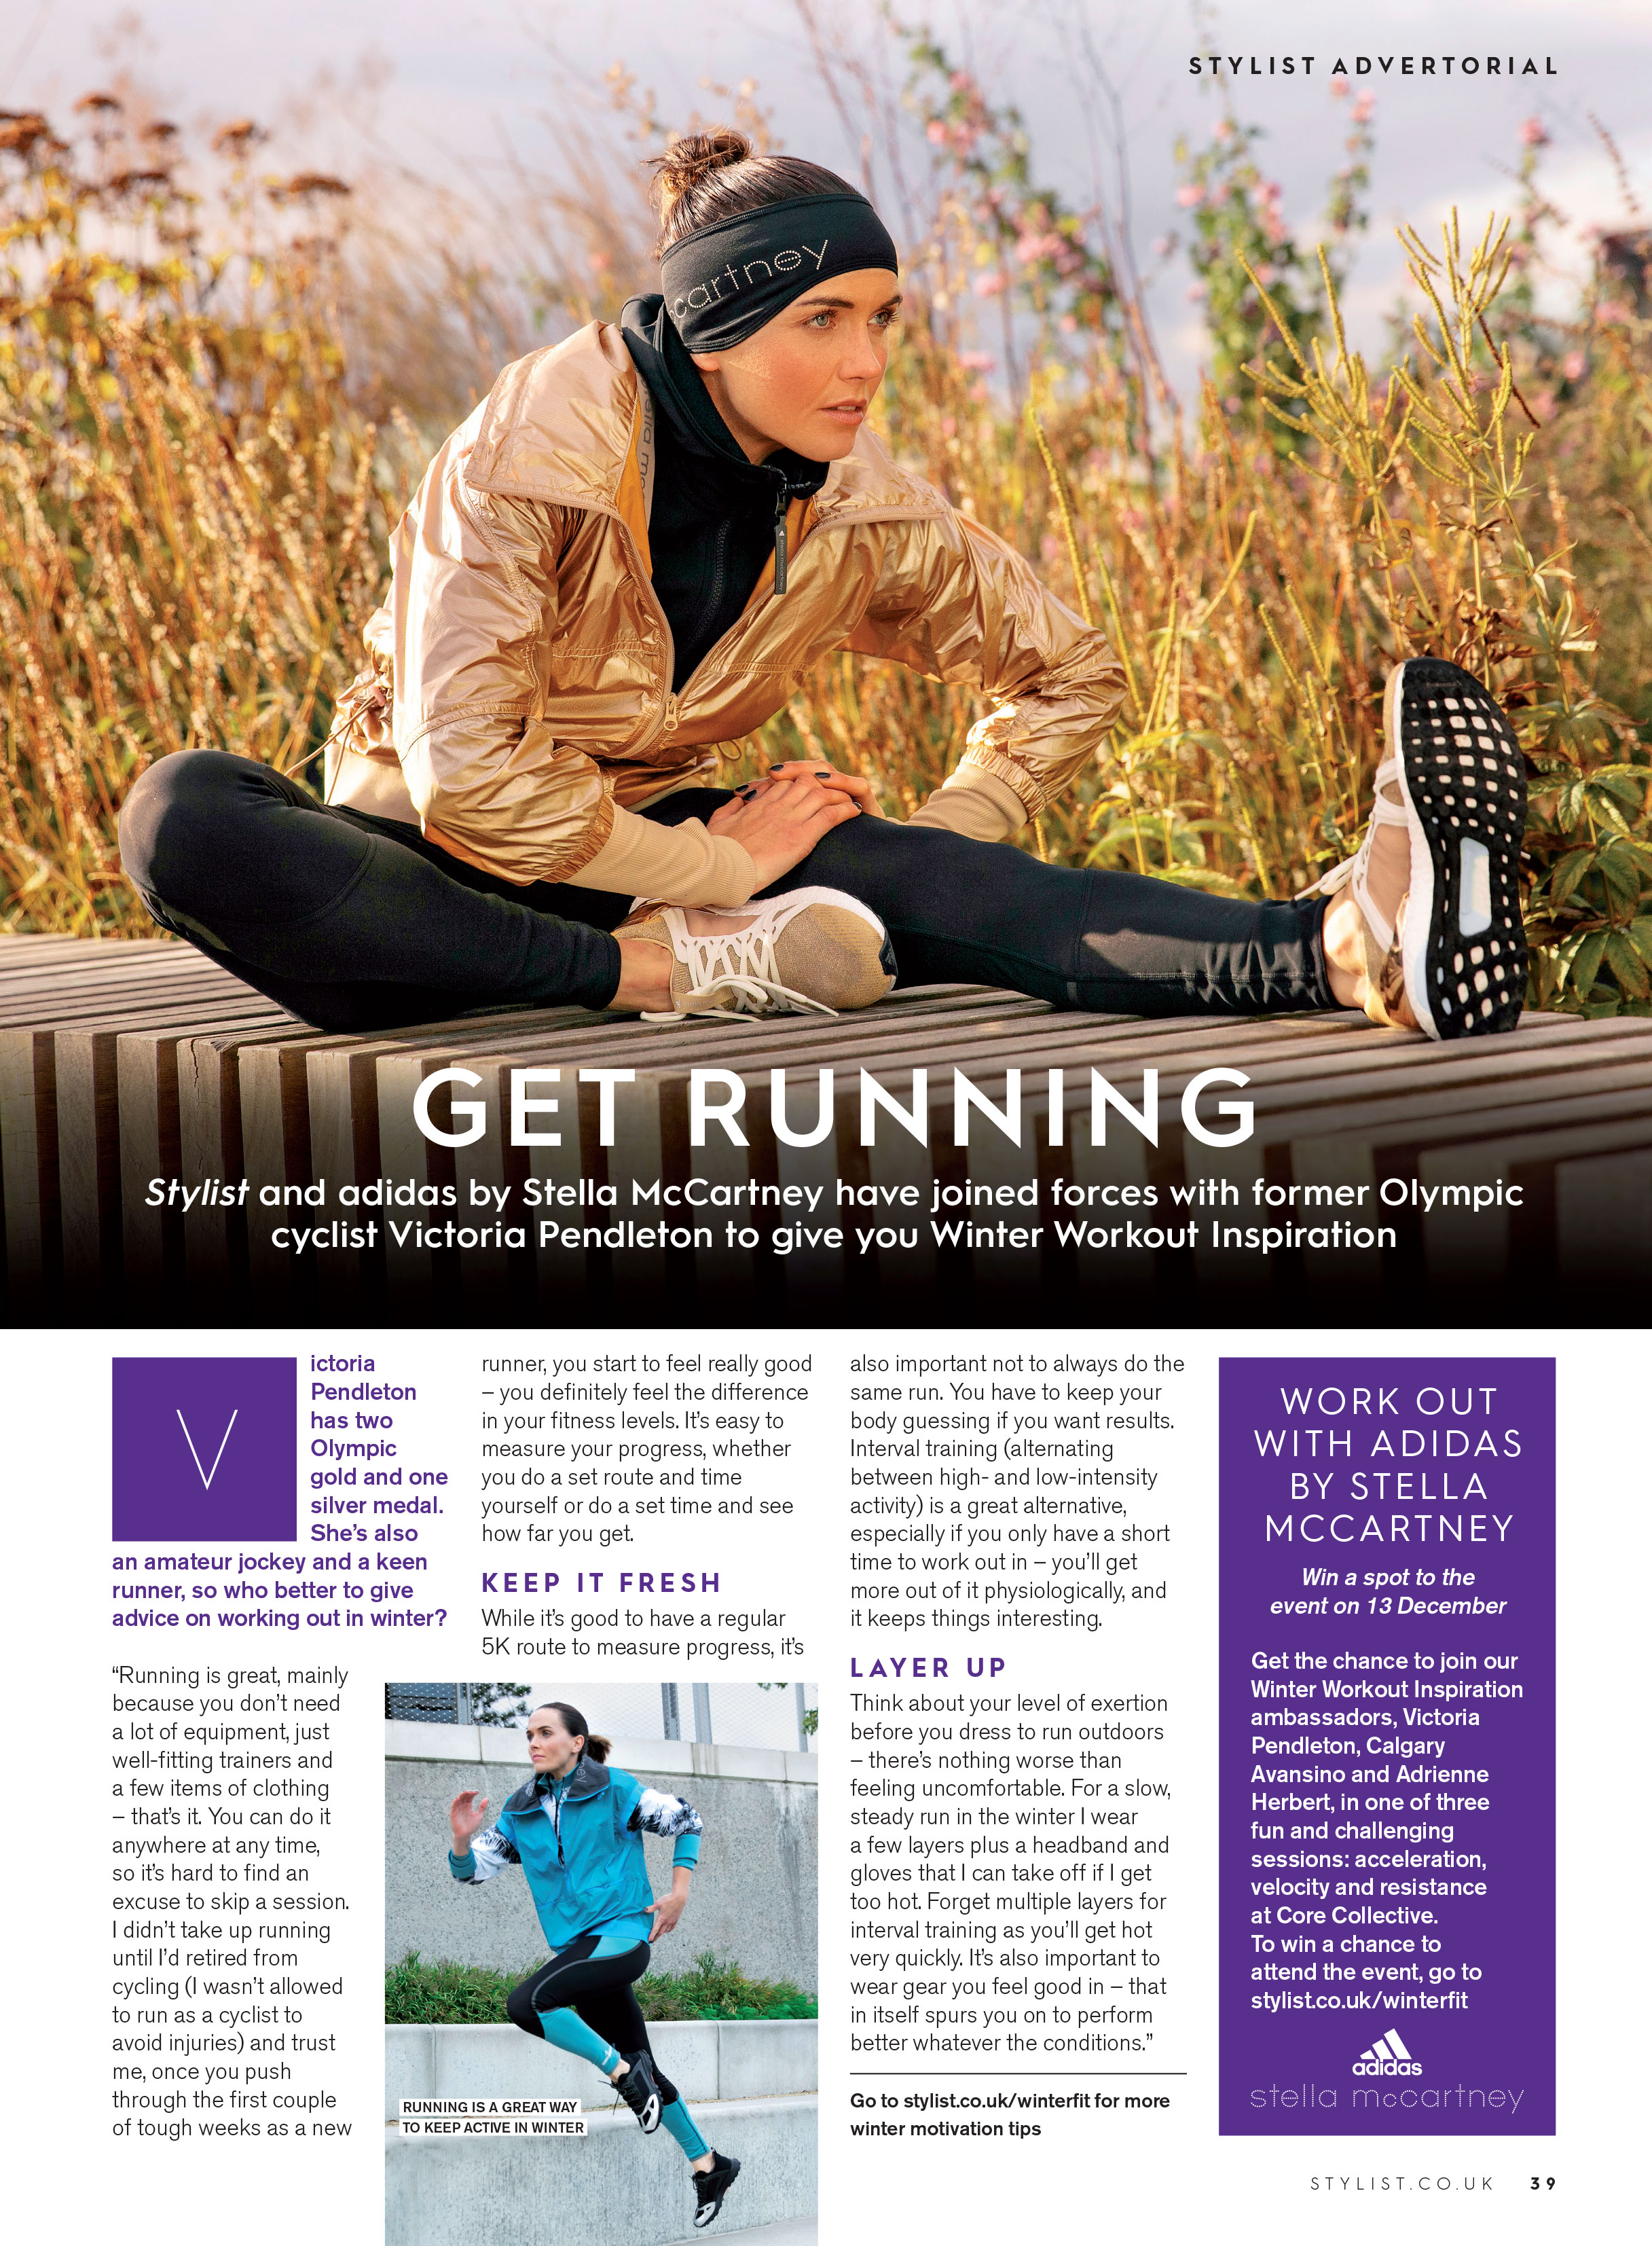 STYLIST ADVERTORIAL
cartney
GET RUNNING
Stylist and adidas by Stella McCartney have joined forces with former Olympic
cyclist Victoria Pendleton to give you Winter Workout Inspiration
Victoria
Pendleton
has two
Olympic
gold and one
silver medal.
She's also
an amateur jockey and a keen
runner, so who better to give
advice on working out in winter?
“Running is great, mainly
because you don't need
a lot of equipment, just
well-fitting trainers and
a few items of clothing
– that's it. You can do it
anywhere at any time,
so it's hard to find an
excuse to skip a session.
I didn't take up running
until I'd retired from
cycling (I wasn't allowed
to run as a cyclist to
avoid injuries) and trust
me, once you push
through the first couple
of tough weeks as a new
runner, you start to feel really good
– you definitely feel the difference
in your fitness levels. It's easy to
measure your progress, whether
you do a set route and time
yourself or do a set time and see
how far you get.
KEEP IT FRESH
While it's good to have a regular
5K route to measure progress, it's
RUNNING IS A GREAT WAY
TO KEEP ACTIVE IN WINTER
also important not to always do the
same run. You have to keep your
body guessing if you want results.
Interval training (alternating
between high- and low-intensity
activity) is a great alternative,
especially if you only have a short
time to work out in – you'll get
more out of it physiologically, and
it keeps things interesting.
LAYER UP
Think about your level of exertion
before you dress to run outdoors
– there's nothing worse than
feeling uncomfortable. For a slow,
steady run in the winter I wear
a few layers plus a headband and
gloves that I can take off if I get
too hot. Forget multiple layers for
interval training as you'll get hot
very quickly. It's also important to
wear gear you feel good in – that
in itself spurs you on to perform
better whatever the conditions.”
Go to stylist.co.uk/winterfit for more
winter motivation tips
WORK OUT
WITH ADIDAS
BY STELLA
MCCARTNEY
Win a spot to the
event on 13 December
Get the chance to join our
Winter Workout Inspiration
ambassadors, Victoria
Pendleton, Calgary
Avansino and Adrienne
Herbert, in one of three
fun and challenging
sessions: acceleration,
velocity and resistance
at Core Collective.
To win a chance to
attend the event, go to
stylist.co.uk/winterfit
adidas
stella mccartney
STYLIST.CO.UK 39